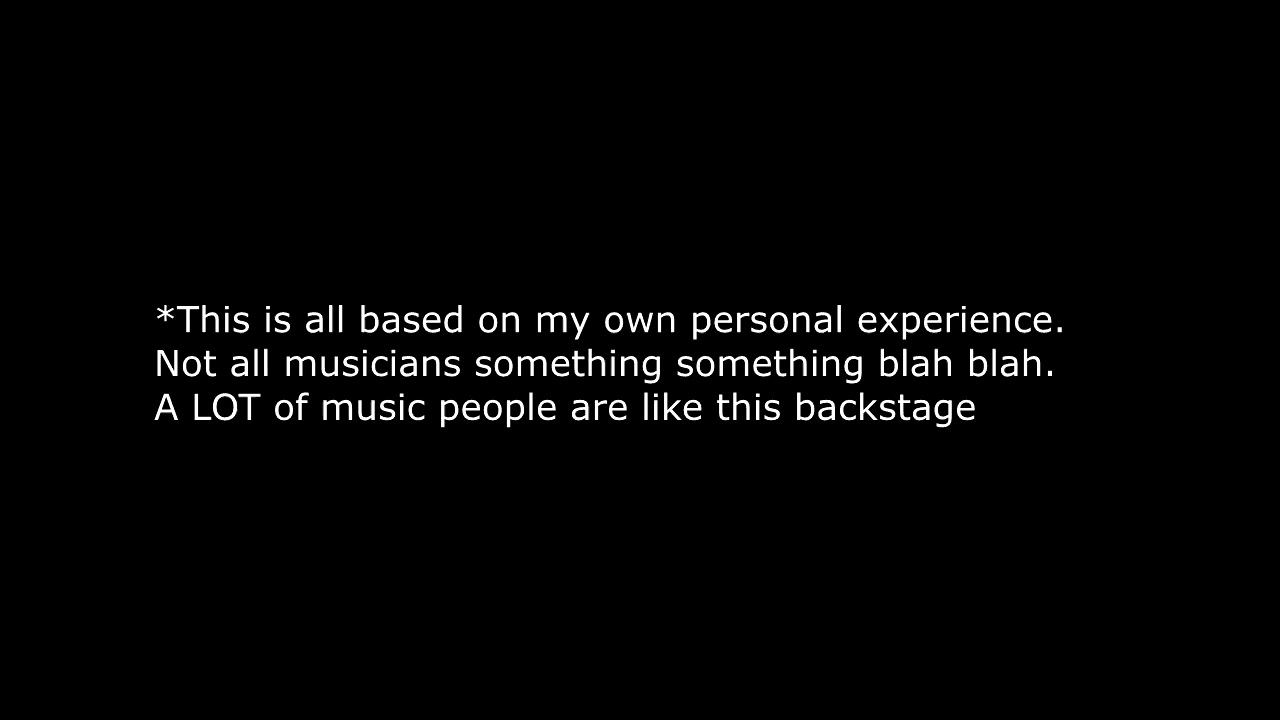 *This is all based on my own personal experience.
Not all musicians something something blah blah.
A LOT of music people are like this backstage